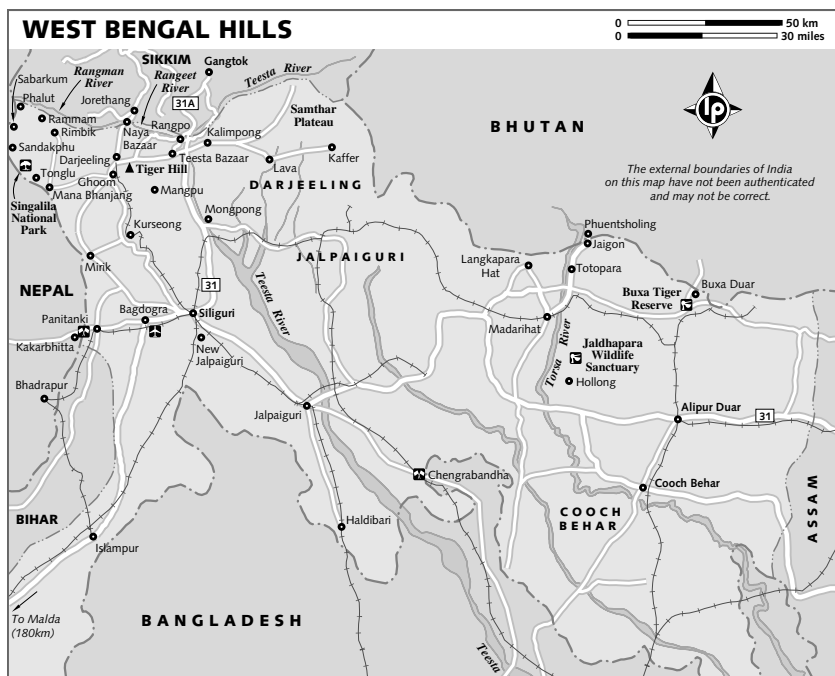 WEST BENGAL HILLS
0 50 km
0 30 miles
SIKKIM
Gangtok
Sabarkum
Rangman
River
Rangeet
River
Teesta River
Phalut
Jorethang
31A
Samthar
Plateau
lp
Rammam
Rimbik
Naya
Bazaar
Rangpo
Kalimpong
BHUTAN
Sandakphu
Darjeeling
Tiger Hill
Teesta Bazaar
Lava
Kaffer
The external boundaries of India
on this map have not been authenticated
and may not be correct.
Tonglu
Ghoom
Mangpu
DARJEELING
Mana Bhanjang
Singalila
National
Park
Kurseong
Mongpong
Phuentsholing
Jaigon
Mirik
JALPAIGURI
Langkapara
Hat
Totopara
NEPAL
31
Teesta River
Buxa Duar
Buxa Tiger
Reserve
Panitanki
Bagdogra
Siliguri
Madarihat
Torsa River
Kakarbhitta
New
Jalpaiguri
Jaldhapara
Wildlife
Sanctuary
Hollong
Bhadrapur
Jalpaiguri
Alipur Duar
31
Chengrabandha
Cooch Behar
ASSAM
BIHAR
Haldibari
COOCH
BEHAR
Islampur
To Malda
(180km)
BANGLADESH
Teesta